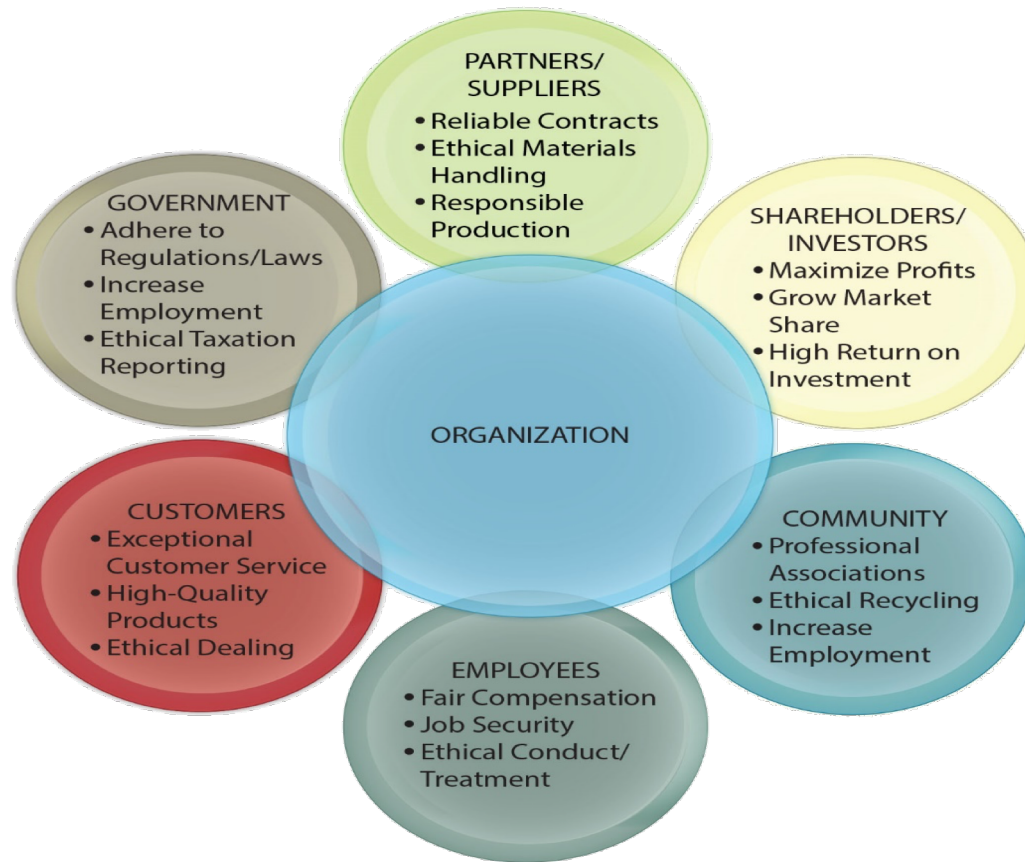 PARTNERS/
SUPPLIERS
• Reliable Contracts
• Ethical Materials
Handling
• Responsible
Production
GOVERNMENT
• Adhere to
Regulations/Laws
• Increase
Employment
• Ethical Taxation
Reporting
SHAREHOLDERS/
INVESTORS
• Maximize Profits
• Grow Market
Share
• High Return on
Investment
ORGANIZATION
CUSTOMERS
• Exceptional
Customer Service
• High-Quality
Products
• Ethical Dealing
COMMUNITY
• Professional
Associations
• Ethical Recycling
• Increase
Employment
EMPLOYEES
• Fair Compensation
• Job Security
• Ethical Conduct/
Treatment